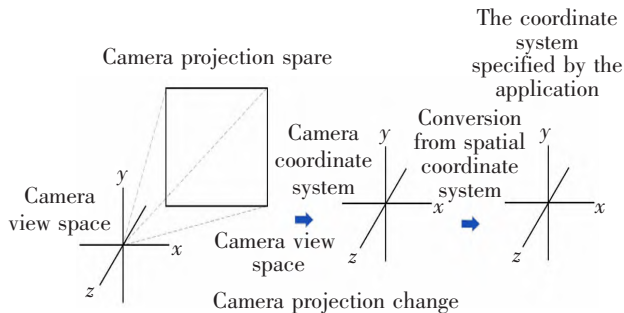 The coordinate
system
specified by the
application
Camera projection spare
Camera
coordinate
system
Conversion
from spatial
coordinate
system
Camera
view space
y
x
z
Camera view
space
y
x
z
y
x
z
Camera projection change